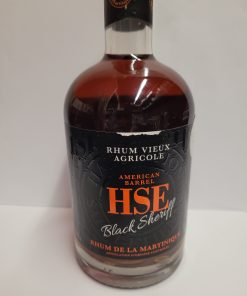 RHUM VIEUX
AGRICOLE
AMERICAN
BARREL
HSE
Black Sheriff
RHUM DE LA MARTINIQUE